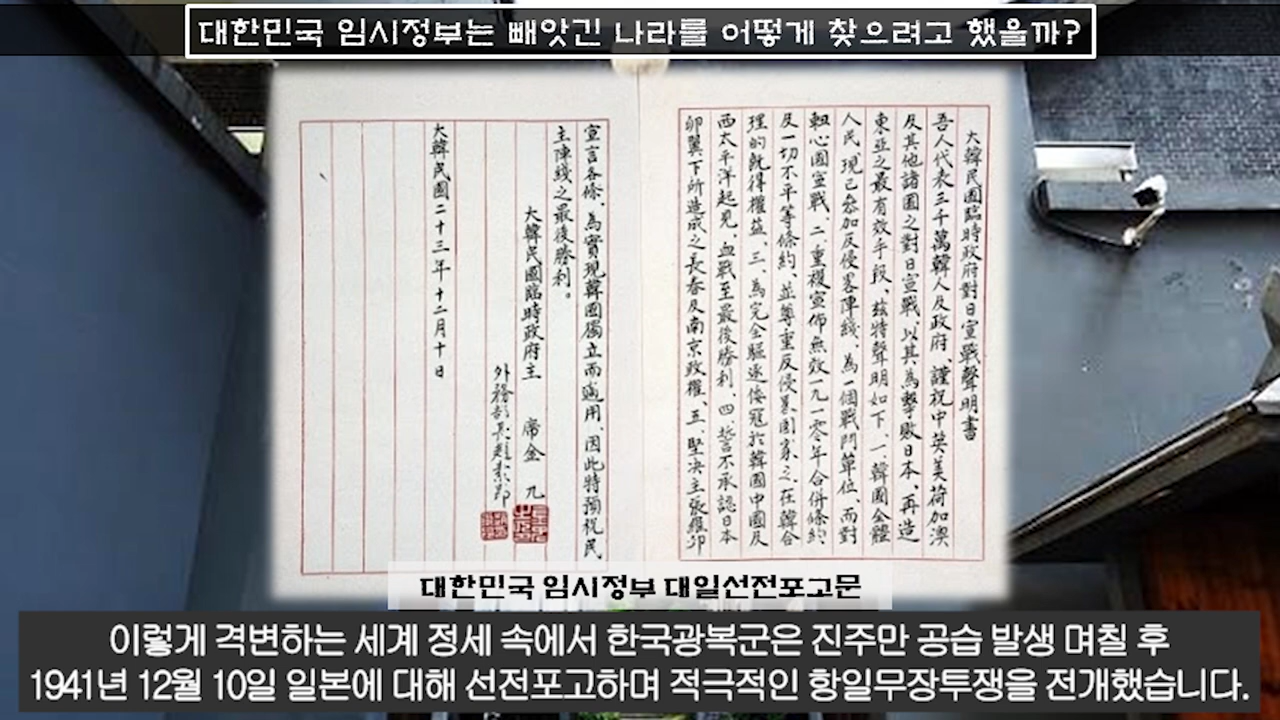 대한민국 임시정부는 빼앗긴 나라를 어떻게 찾으려고 했을까?
大韓民國臨時政府對日宣戰聲明書
吾人代表三千萬韓人及政府、謹祝中英美荷加澳
及其他諸國之對日宣戰、以其為擊敗日本、再造
東亞之最有效手段、玆特聲明如下、一、韓國全體
人民、現已參加反侵畧陣綫、為一個戰鬥單位、而對
軸心國宣戰、二、重複宣佈無效一九一零年合併條約、
及一切不平等條約、並尊重反侵畧國家之在韓合
理的既得權益、三、為完全驅逐倭寇於韓國中國及
西太平洋起見、血戰至最後勝利、四、誓不承認日本
卵翼下所造成之長春及南京政權、五、堅决主張羅邱
宣言各條、為實現韓國獨立而適用、因此特預祝民
主陣綫之最後勝利。
大韓民國臨時政府主 席金 九
外務部長趙素昻
大韓民國二十三年十二月十日
대한민국 임시정부 대일선전포고문
이렇게 격변하는 세계 정세 속에서 한국광복군은 진주만 공습 발생 며칠 후
1941년 12월 10일 일본에 대해 선전포고하며 적극적인 항일무장투쟁을 전개했습니다.